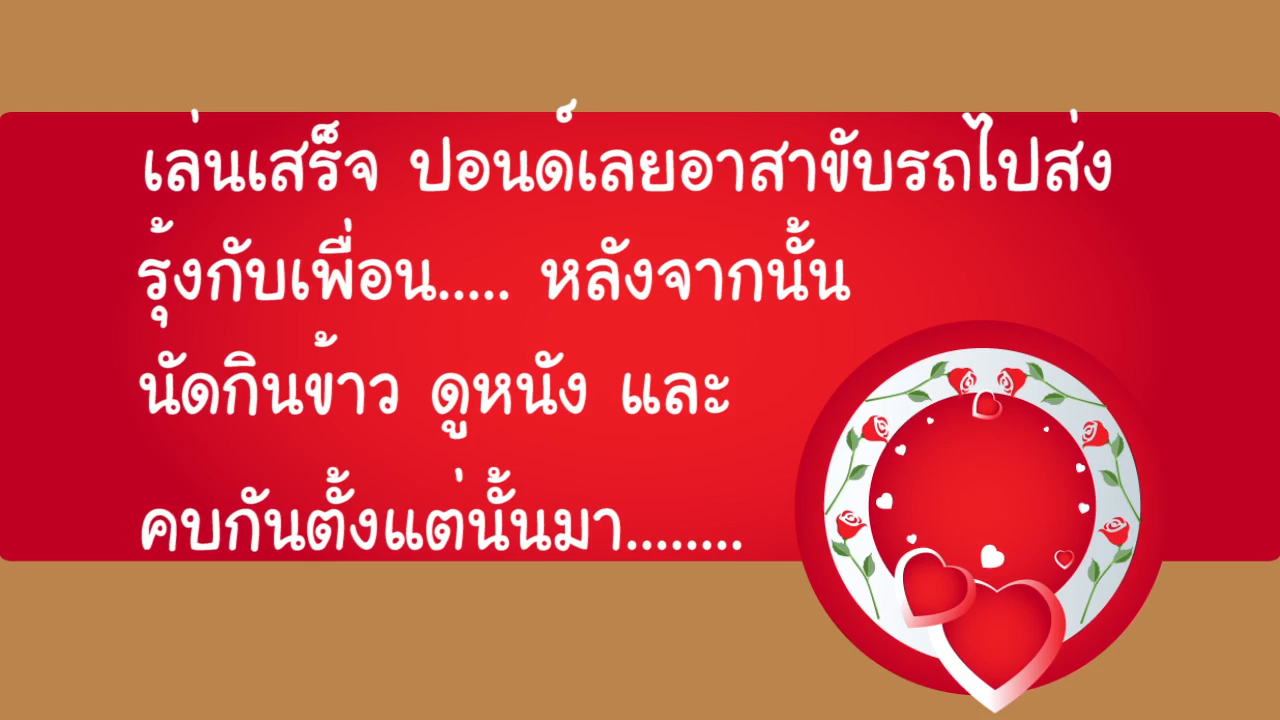 เล่นเสร็จ ปอนด์เลยอาสาขับรถไปส่ง
รุ้งกับเพื่อน..... หลังจากนั้น
นัดกินข้าว ดูหนัง และ
คบกันตั้งแต่นั้นมา........